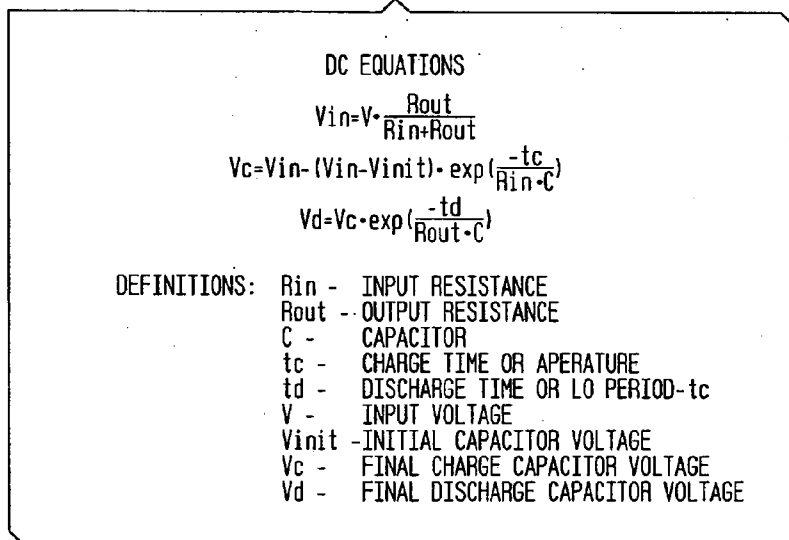 DC EQUATIONS
Vin=V·Rout/Rin+Rout
Vc=Vin-(Vin-Vinit)·exp(-tc/Rin·C)
Vd=Vc·exp(-td/Rout·C)
DEFINITIONS: Rin - INPUT RESISTANCE
Rout - OUTPUT RESISTANCE
C - CAPACITOR
tc - CHARGE TIME OR APERATURE
td - DISCHARGE TIME OR LO PERIOD-tc
V - INPUT VOLTAGE
Vinit -INITIAL CAPACITOR VOLTAGE
Vc - FINAL CHARGE CAPACITOR VOLTAGE
Vd - FINAL DISCHARGE CAPACITOR VOLTAGE